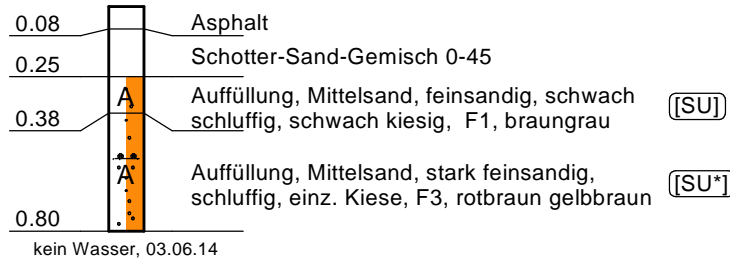 0.08 Asphalt
0.25 Schotter-Sand-Gemisch 0-45
A Auffüllung, Mittelsand, feinsandig, schwach [SU]
0.38 schluffig, schwach kiesig, F1, braungrau
A Auffüllung, Mittelsand, stark feinsandig, [SU*]
schluffig, einz. Kiese, F3, rotbraun gelbbraun
0.80
kein Wasser, 03.06.14